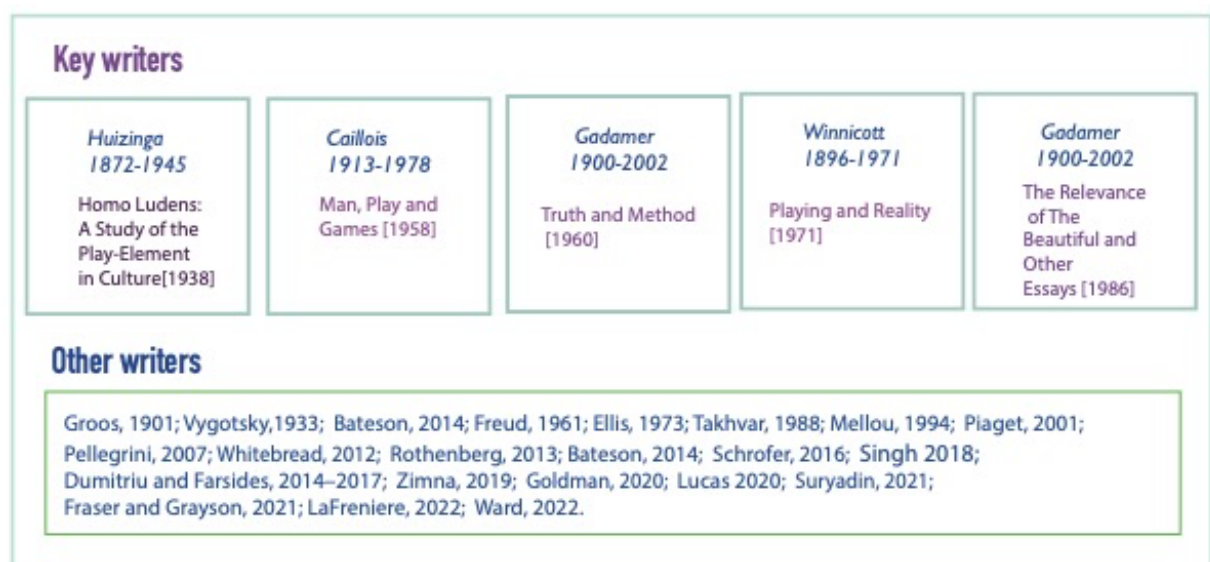 Key writers
Huizinga
1872-1945
Homo Ludens:
A Study of the
Play-Element
in Culture[1938]
Caillois
1913-1978
Man, Play and
Games [1958]
Gadamer
1900-2002
Truth and Method
[1960]
Winnicott
1896-1971
Playing and Reality
[1971]
Gadamer
1900-2002
The Relevance
of The
Beautiful and
Other
Essays [1986]
Other writers
Groos, 1901; Vygotsky,1933; Bateson, 2014; Freud, 1961; Ellis, 1973; Takhvar, 1988; Mellou, 1994; Piaget, 2001;
Pellegrini, 2007; Whitebread, 2012; Rothenberg, 2013; Bateson, 2014; Schrofer, 2016; Singh 2018;
Dumitriu and Farsides, 2014–2017; Zimna, 2019; Goldman, 2020; Lucas 2020; Suryadin, 2021;
Fraser and Grayson, 2021; LaFreniere, 2022; Ward, 2022.